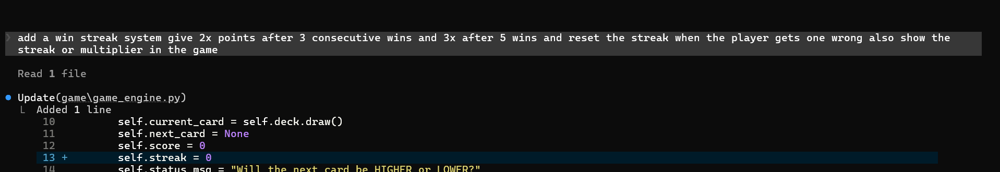 ❯ add a win streak system give 2x points after 3 consecutive wins and 3x after 5 wins and reset the streak when the player gets one wrong also show the
streak or multiplier in the game
Read 1 file
● Update(game\game_engine.py)
└ Added 1 line
10 self.current_card = self.deck.draw()
11 self.next_card = None
12 self.score = 0
13 + self.streak = 0
14 self.status_msg = "Will the next card be HIGHER or LOWER?"